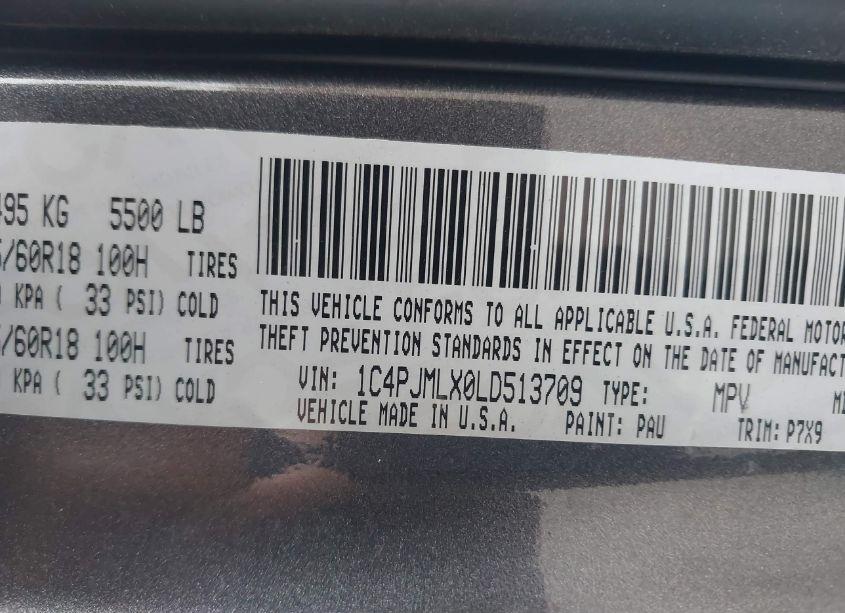 495 KG 5500 LB
/60R18 100H TIRES
KPA ( 33 PSI) COLD
/60R18 100H TIRES
KPA ( 33 PSI) COLD
THIS VEHICLE CONFORMS TO ALL APPLICABLE U.S.A. FEDERAL MOTOR
THEFT PREVENTION STANDARDS IN EFFECT ON THE DATE OF MANUFACT
VIN: 1C4PJMLX0LD513709 TYPE: MPV
VEHICLE MADE IN U.S.A. PAINT: PAU TRIM: P7X9